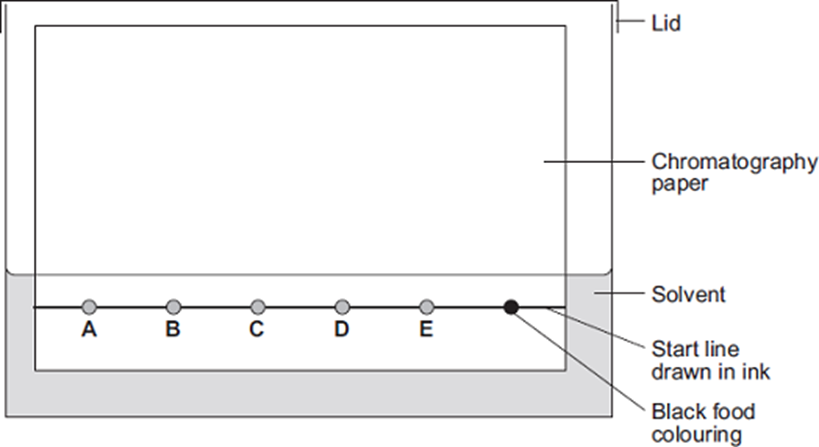 Lid
Chromatography
paper
Solvent
A B C D E
Start line
drawn in ink
Black food
colouring